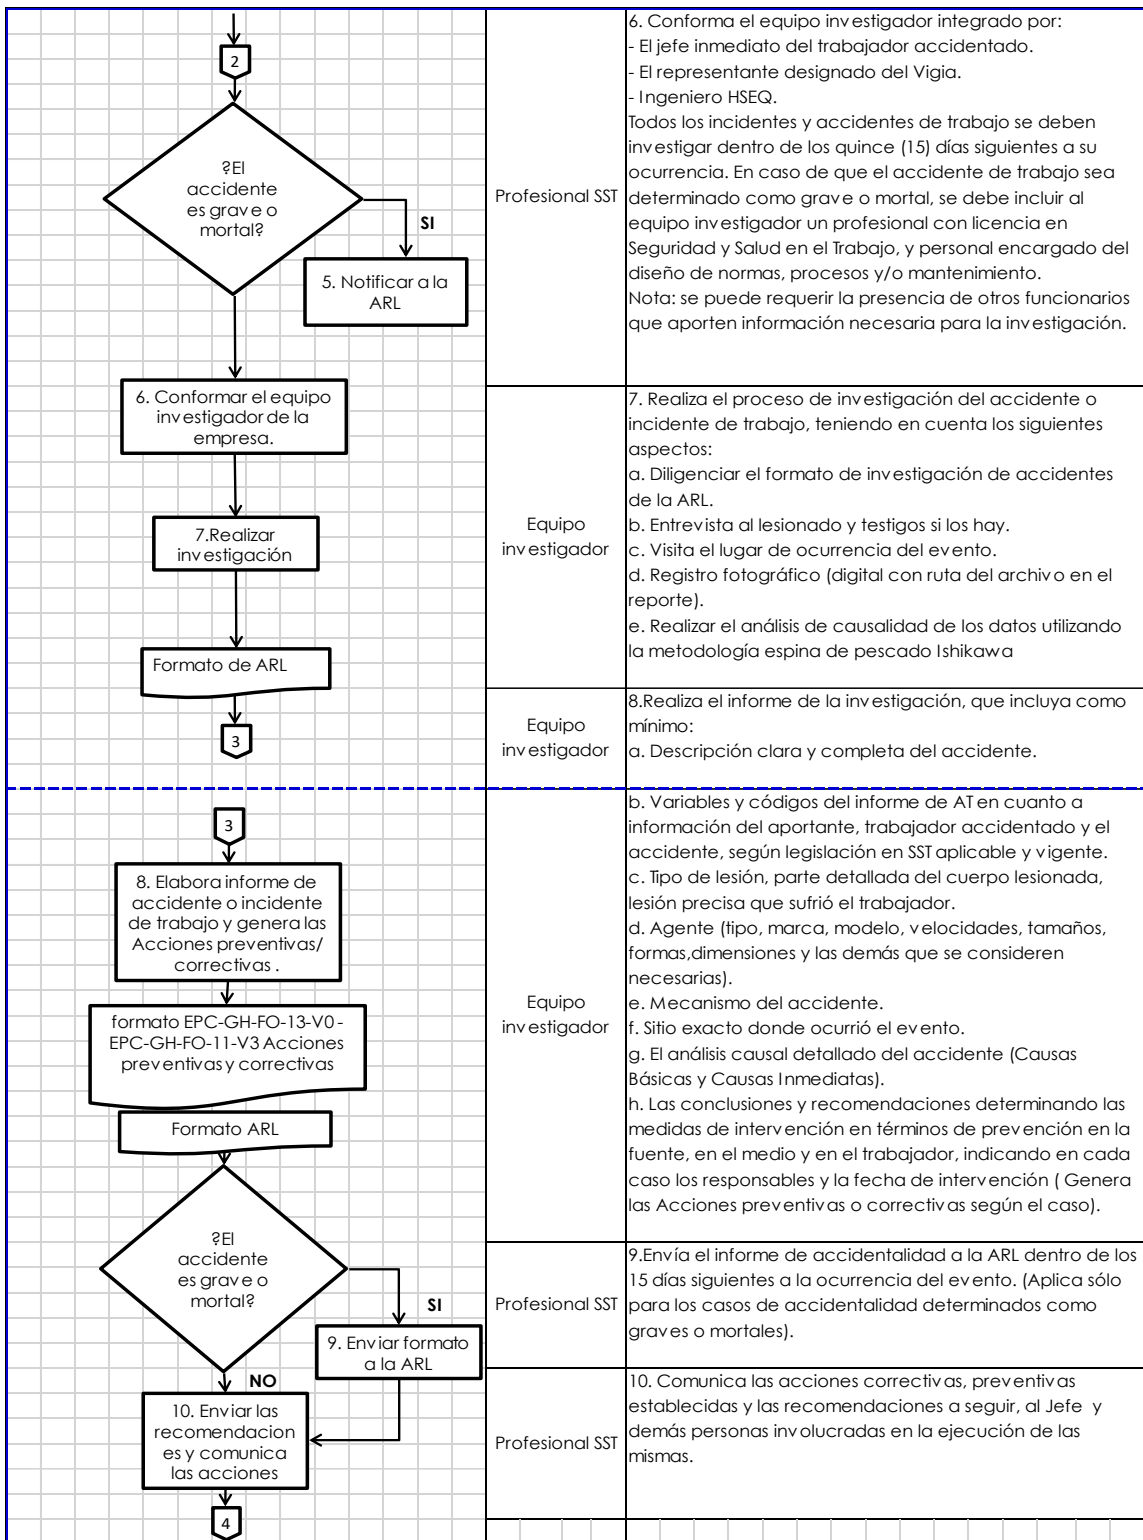 2
?El
accidente
es grave o
mortal?
SI
5. Notificar a la
ARL
6. Conformar el equipo
investigador de la
empresa.
7.Realizar
investigación
Formato de ARL
3
Profesional SST
6. Conforma el equipo investigador integrado por:
- El jefe inmediato del trabajador accidentado.
- El representante designado del Vigia.
- Ingeniero HSEQ.
Todos los incidentes y accidentes de trabajo se deben
investigar dentro de los quince (15) días siguientes a su
ocurrencia. En caso de que el accidente de trabajo sea
determinado como grave o mortal, se debe incluir al
equipo investigador un profesional con licencia en
Seguridad y Salud en el Trabajo, y personal encargado del
diseño de normas, procesos y/o mantenimiento.
Nota: se puede requerir la presencia de otros funcionarios
que aporten información necesaria para la investigación.
Equipo
investigador
7. Realiza el proceso de investigación del accidente o
incidente de trabajo, teniendo en cuenta los siguientes
aspectos:
a. Diligenciar el formato de investigación de accidentes
de la ARL.
b. Entrevista al lesionado y testigos si los hay.
c. Visita el lugar de ocurrencia del evento.
d. Registro fotográfico (digital con ruta del archivo en el
reporte).
e. Realizar el análisis de causalidad de los datos utilizando
la metodología espina de pescado Ishikawa
Equipo
investigador
8.Realiza el informe de la investigación, que incluya como
mínimo:
a. Descripción clara y completa del accidente.
3
8. Elabora informe de
accidente o incidente
de trabajo y genera las
Acciones preventivas/
correctivas .
formato EPC-GH-FO-13-V0 -
EPC-GH-FO-11-V3 Acciones
preventivas y correctivas
Formato ARL
?El
accidente
es grave o
mortal?
SI
9. Enviar formato
a la ARL
NO
10. Enviar las
recomendacion
es y comunica
las acciones
4
Equipo
investigador
b. Variables y códigos del informe de AT en cuanto a
información del aportante, trabajador accidentado y el
accidente, según legislación en SST aplicable y vigente.
c. Tipo de lesión, parte detallada del cuerpo lesionada,
lesión precisa que sufrió el trabajador.
d. Agente (tipo, marca, modelo, velocidades, tamaños,
formas,dimensiones y las demás que se consideren
necesarias).
e. Mecanismo del accidente.
f. Sitio exacto donde ocurrió el evento.
g. El análisis causal detallado del accidente (Causas
Básicas y Causas Inmediatas).
h. Las conclusiones y recomendaciones determinando las
medidas de intervención en términos de prevención en la
fuente, en el medio y en el trabajador, indicando en cada
caso los responsables y la fecha de intervención ( Genera
las Acciones preventivas o correctivas según el caso).
Profesional SST
9.Envía el informe de accidentalidad a la ARL dentro de los
15 días siguientes a la ocurrencia del evento. (Aplica sólo
para los casos de accidentalidad determinados como
graves o mortales).
Profesional SST
10. Comunica las acciones correctivas, preventivas
establecidas y las recomendaciones a seguir, al Jefe y
demás personas involucradas en la ejecución de las
mismas.